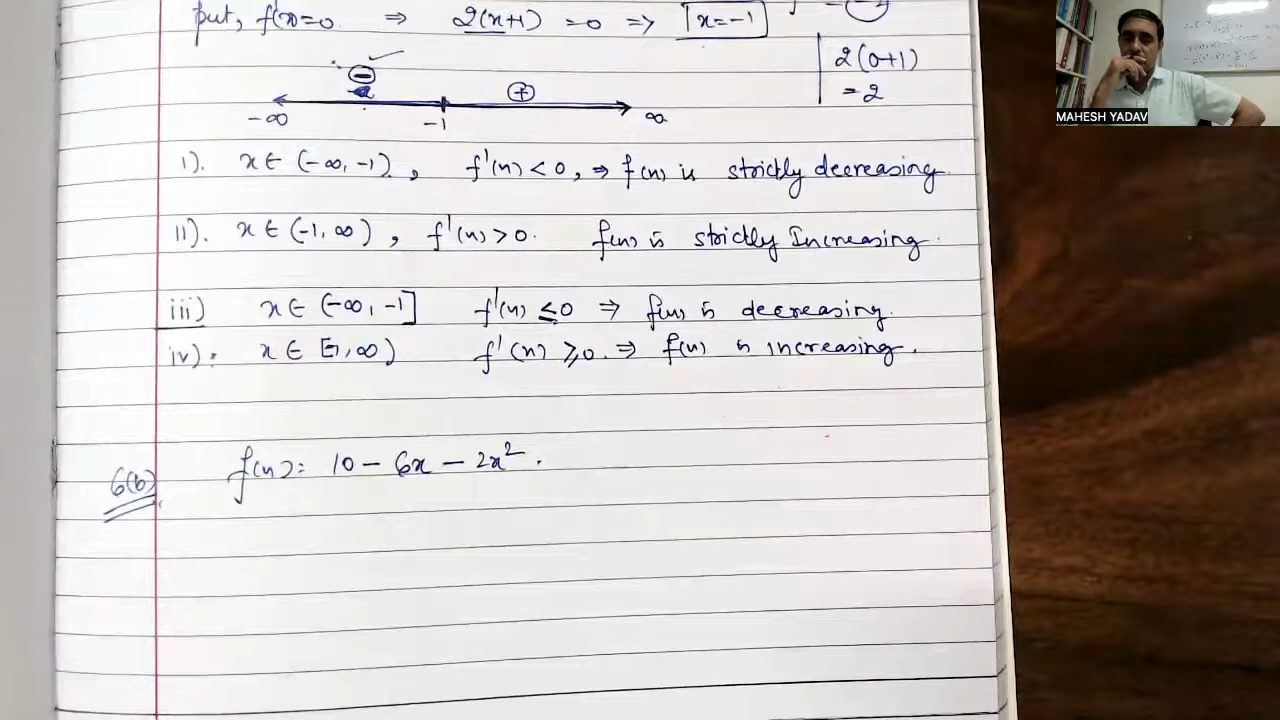 put, f'(x)=0 ⇒ 2(x+1) =0 => x=-1
2(0+1)
=2
⊖
-2 ⊕
-∞ -1 ∞
i). x∈ (-∞, -1), f'(x) < 0, ⇒ f(x) is strictly decreasing.
ii). x∈ (-1, ∞), f'(x) > 0. f(x) is strictly Increasing.
iii) x∈ (-∞, -1] f'(x) ≤ 0 ⇒ f(x) is decreasing.
iv). x∈ [-1, ∞) f'(x) ≥ 0. ⇒ f(x) is increasing.
6(b) f(x)= 10 - 6x - 2x².
MAHESH YADAV